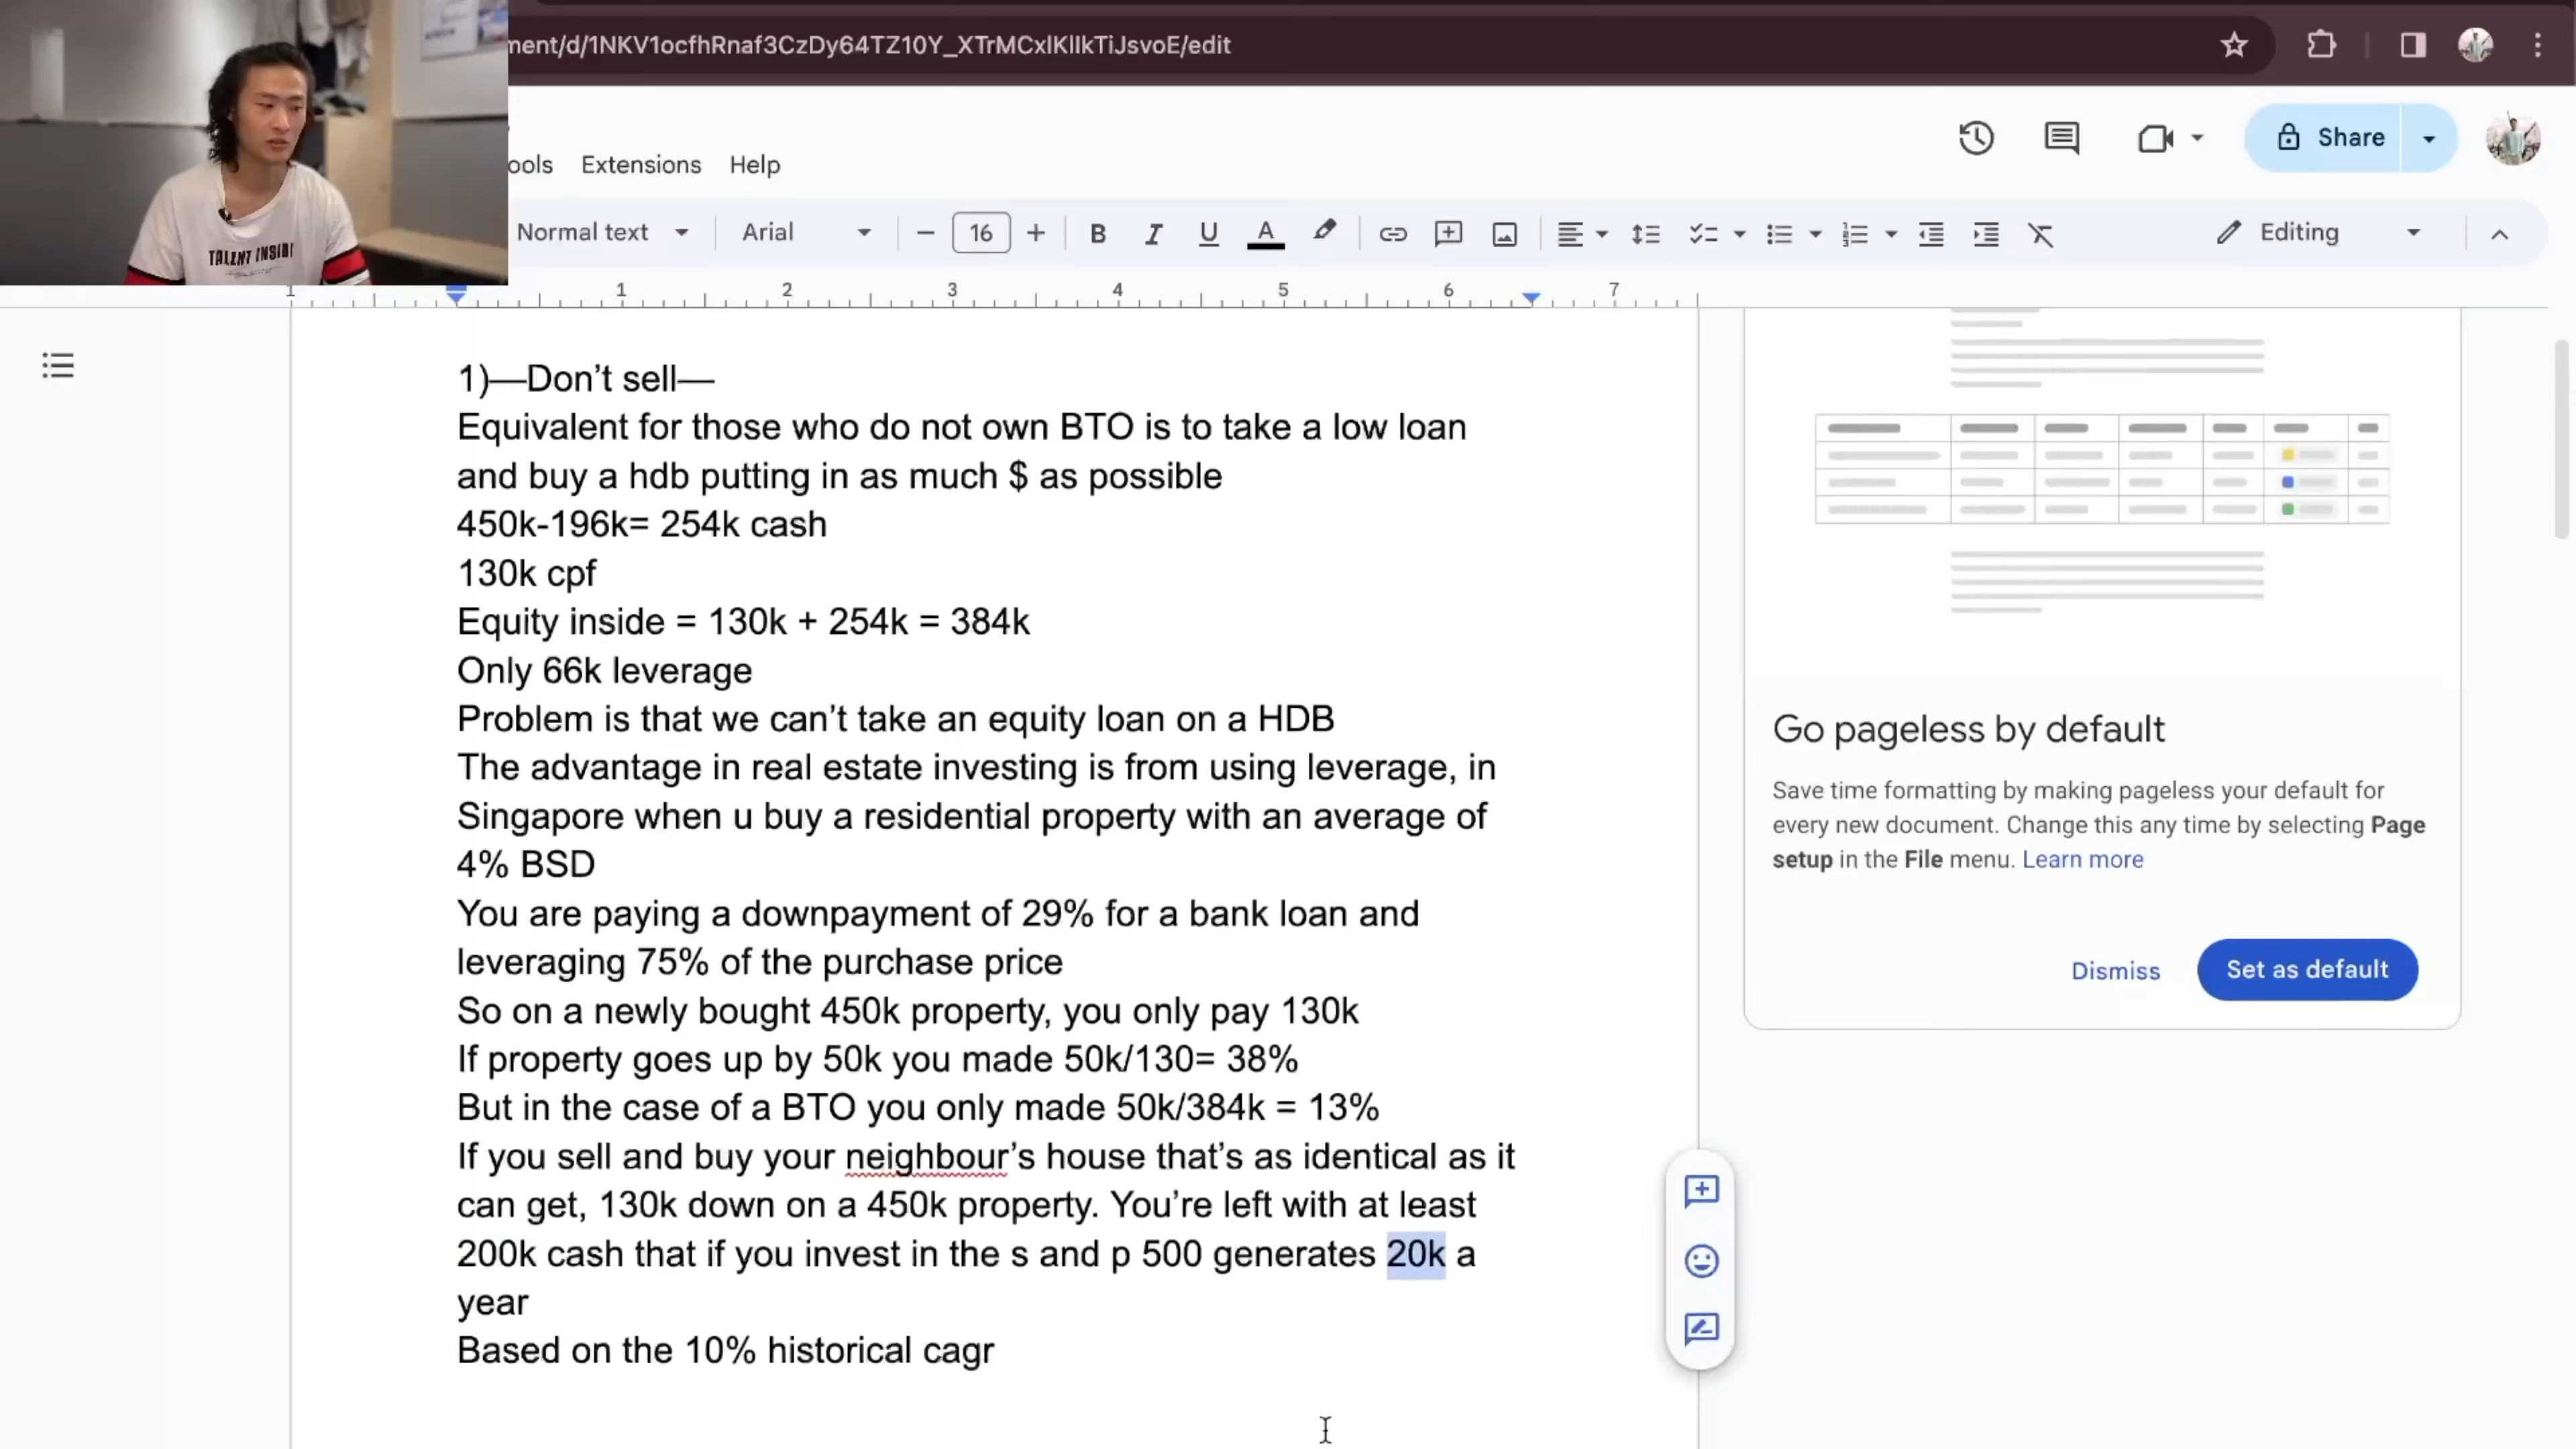 ment/d/1NKV1ocfhRnaf3CzDy64TZ10Y_XTrMCxlKllkTiJsvoE/edit
TALENT INSIDE
Share
ools Extensions Help
Normal text Arial 16 B I U A Editing
1 1 2 3 4 5 6 7
1)—Don’t sell—
Equivalent for those who do not own BTO is to take a low loan
and buy a hdb putting in as much $ as possible
450k-196k= 254k cash
130k cpf
Equity inside = 130k + 254k = 384k
Only 66k leverage
Problem is that we can’t take an equity loan on a HDB
The advantage in real estate investing is from using leverage, in
Singapore when u buy a residential property with an average of
4% BSD
You are paying a downpayment of 29% for a bank loan and
leveraging 75% of the purchase price
So on a newly bought 450k property, you only pay 130k
If property goes up by 50k you made 50k/130= 38%
But in the case of a BTO you only made 50k/384k = 13%
If you sell and buy your neighbour’s house that’s as identical as it
can get, 130k down on a 450k property. You’re left with at least
200k cash that if you invest in the s and p 500 generates 20k a
year
Based on the 10% historical cagr
Go pageless by default
Save time formatting by making pageless your default for
every new document. Change this any time by selecting Page
setup in the File menu. Learn more
Dismiss Set as default